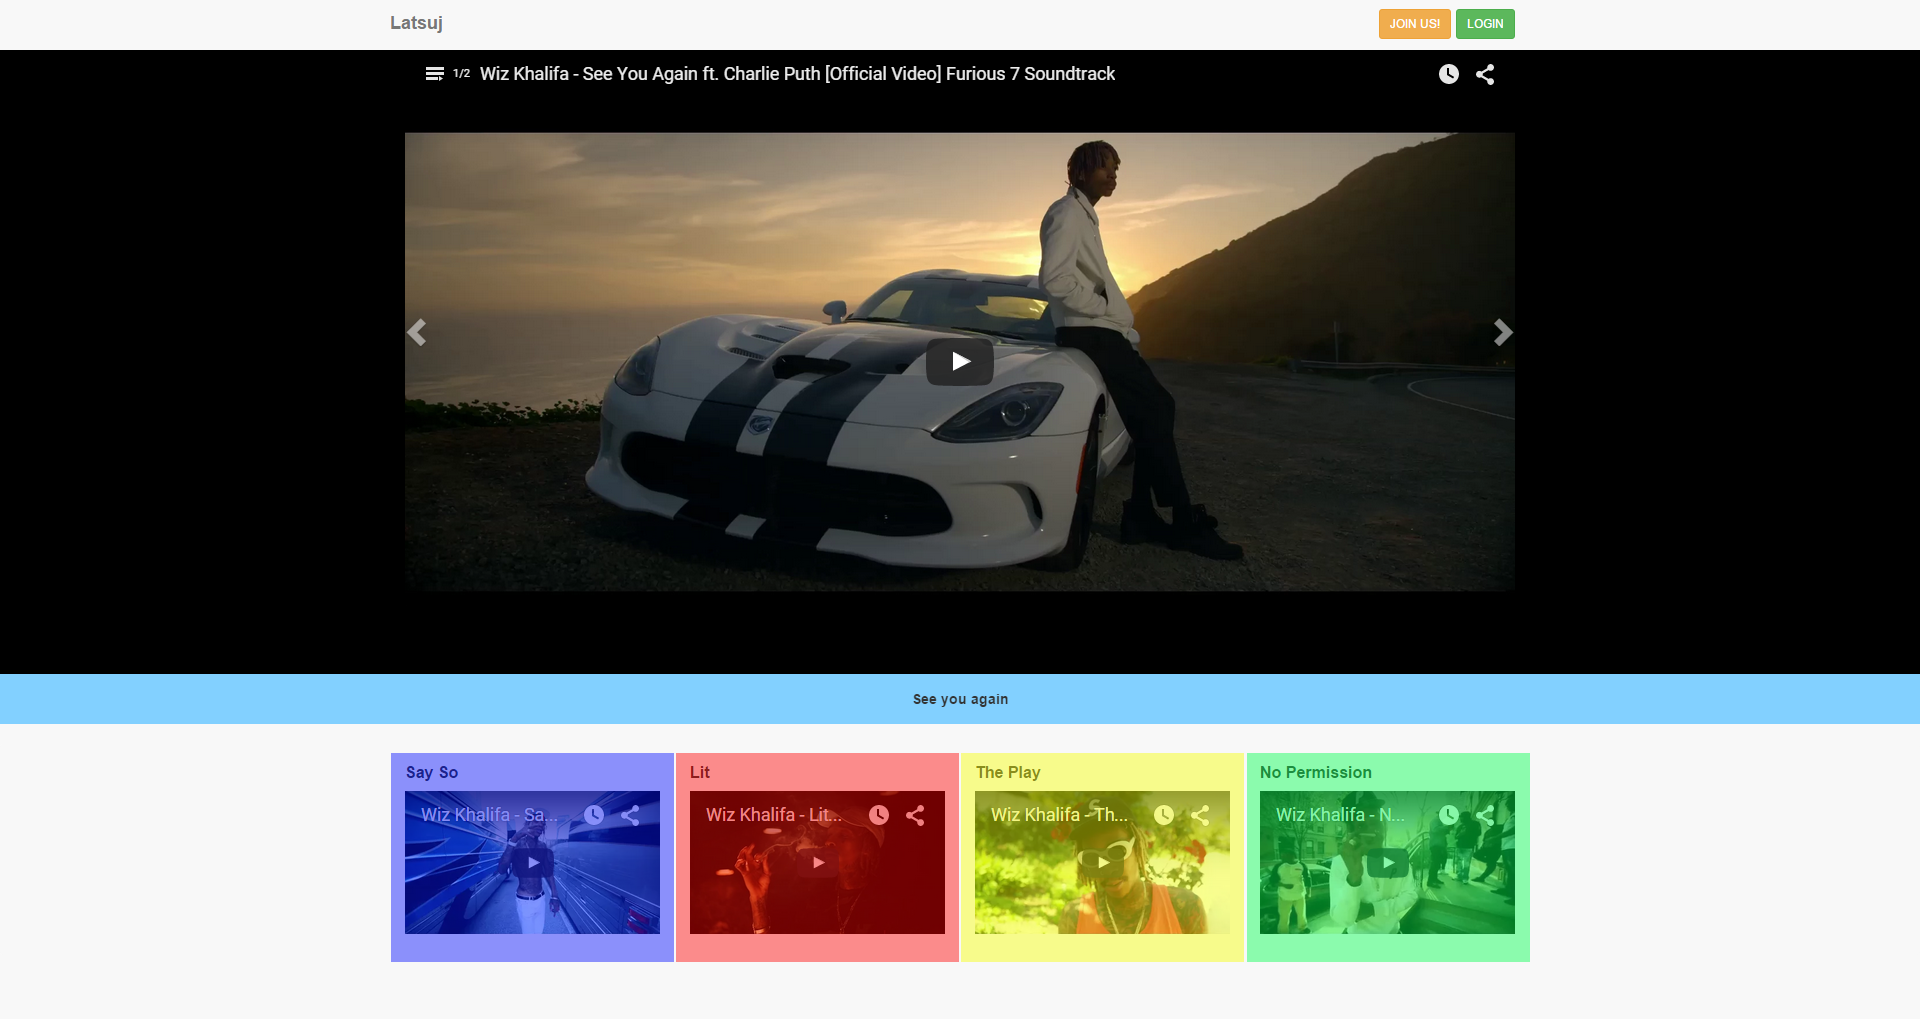 Latsuj
JOIN US!
LOGIN
1/2 Wiz Khalifa - See You Again ft. Charlie Puth [Official Video] Furious 7 Soundtrack
See you again
Say So
Lit
The Play
No Permission
Wiz Khalifa - Sa...
Wiz Khalifa - Lit...
Wiz Khalifa - Th...
Wiz Khalifa - N...